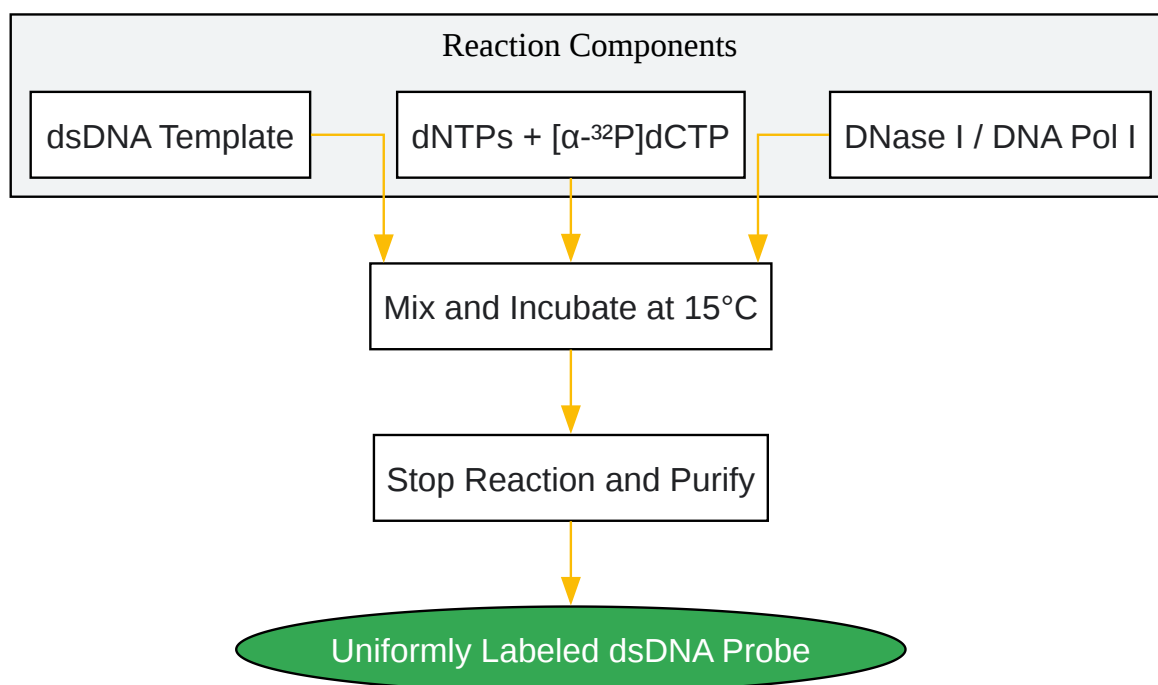 Reaction Components
dsDNA Template
dNTPs + [α-³²P]dCTP
DNase I / DNA Pol I
Mix and Incubate at 15°C
Stop Reaction and Purify
Uniformly Labeled dsDNA Probe